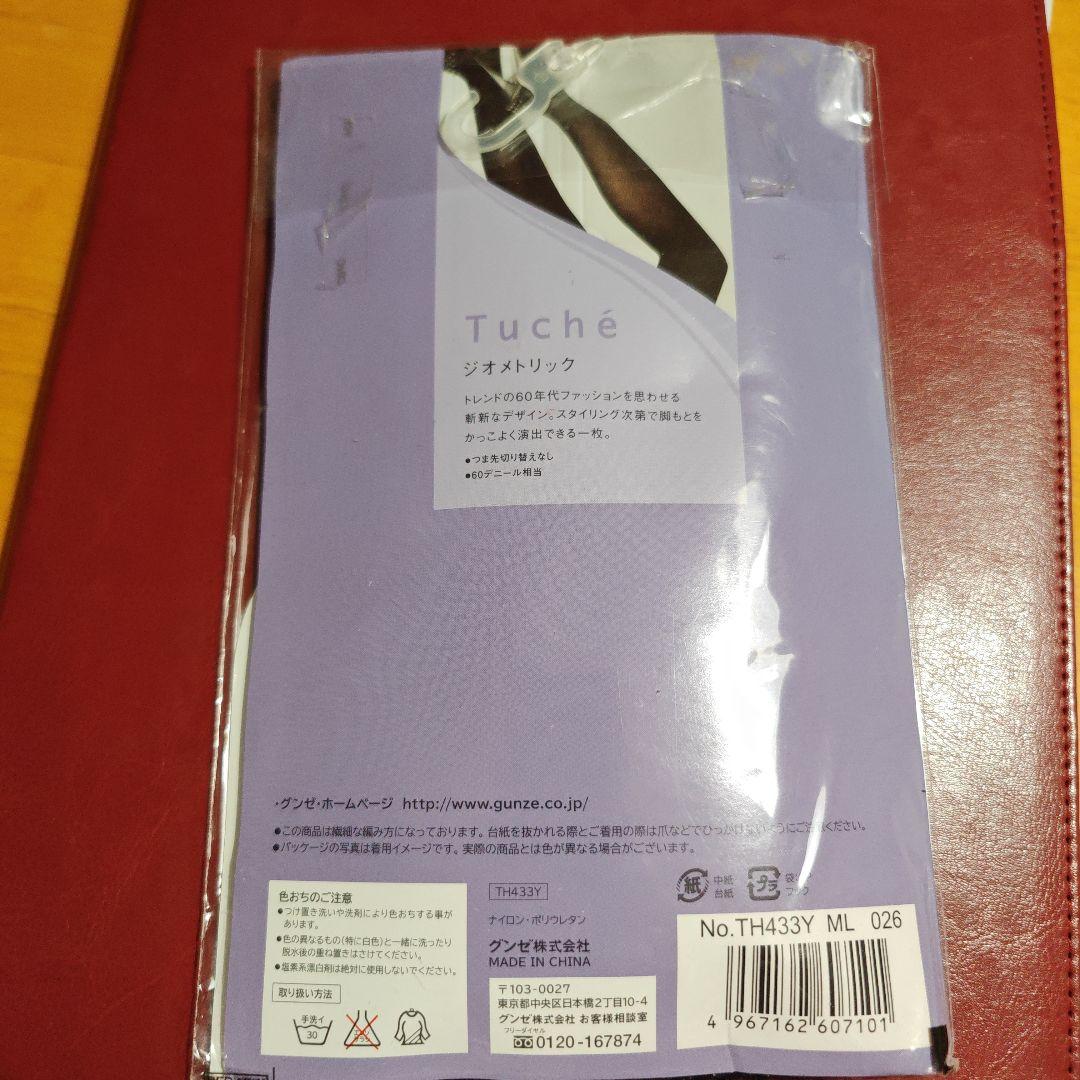 Tuché
ジオメトリック
トレンドの60年代ファッションを思わせる
斬新なデザイン。スタイリング次第で脚もとを
かっこよく演出できる一枚。
●つま先切り替えなし
●60デニール相当
・グンゼ・ホームページ http://www.gunze.co.jp/
●この商品は繊細な編み方になっております。台紙を抜かれる際とご着用の際は爪などでひっかけないようにご注意ください。
●パッケージの写真は着用イメージです。実際の商品とは色が異なる場合がございます。
色おちのご注意
●つけ置き洗いや洗剤により色おちする事が
あります。
●色の異なるもの(特に白色)と一緒に洗ったり
脱水後の重ね置きはさけてください。
●塩素系漂白剤は絶対に使用しないでください。
取り扱い方法
手洗イ
30
エンソ
サラシ
TH433Y
ナイロン・ポリウレタン
グンゼ株式会社
MADE IN CHINA
〒103-0027
東京都中央区日本橋2丁目10-4
グンゼ株式会社 お客様相談室
フリーダイヤル
0120-167874
紙
中紙
台紙
プラ
フック
No.TH433Y ML 026
4 967162 607101